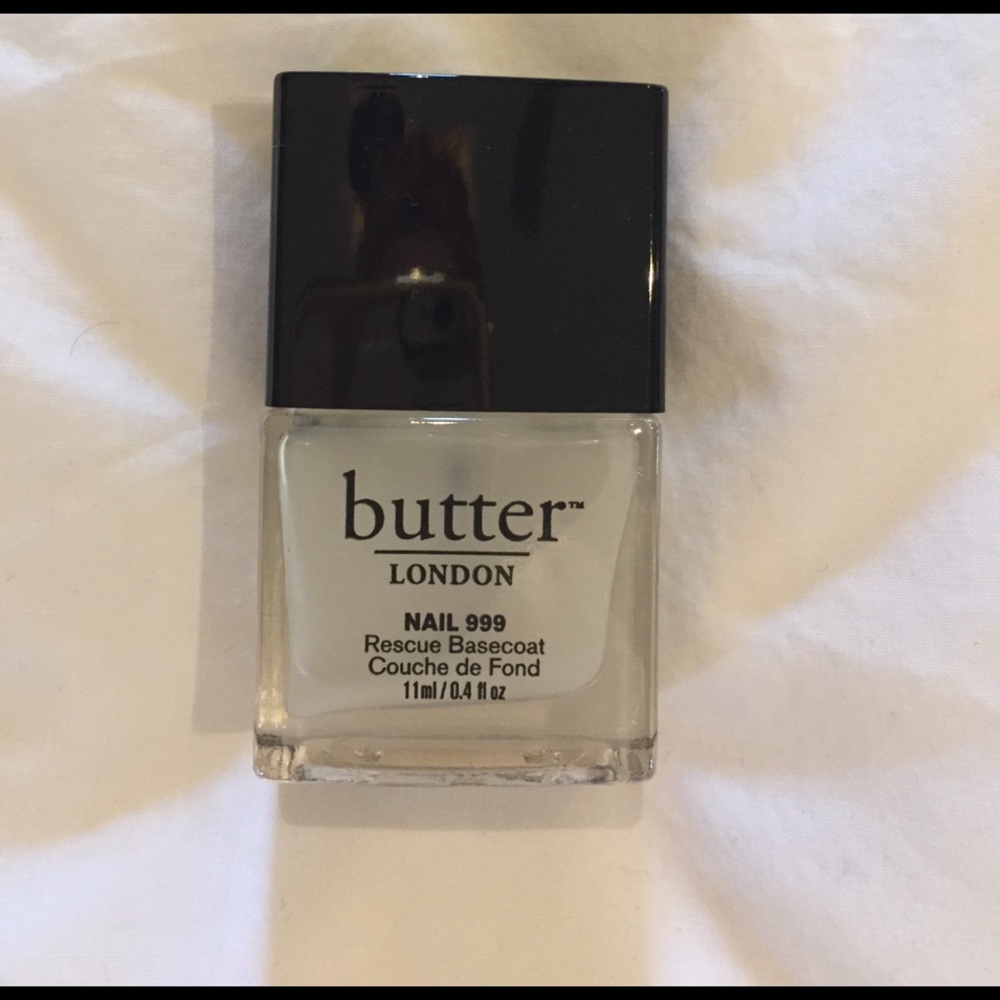 butter™
LONDON
NAIL 999
Rescue Basecoat
Couche de Fond
11ml / 0.4 fl oz